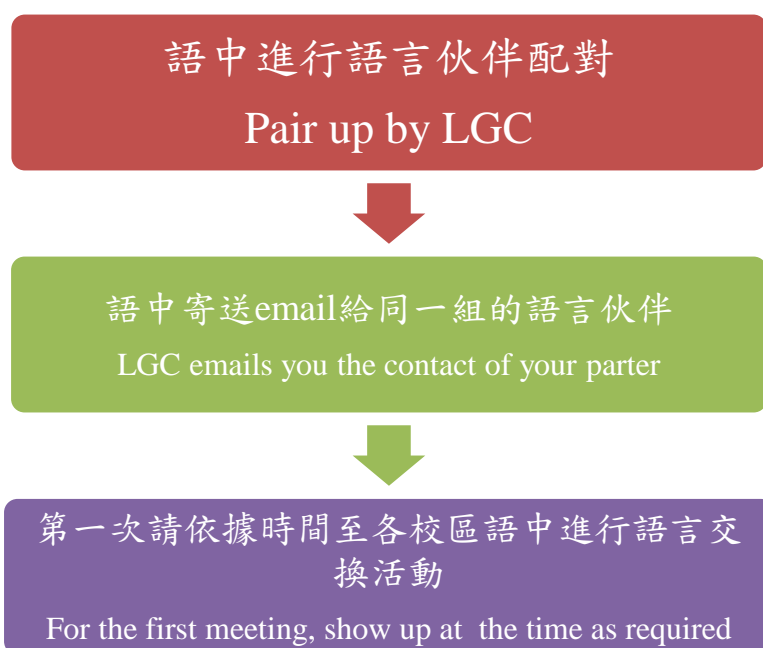 語中進行語言伙伴配對
Pair up by LGC
語中寄送email給同一組的語言伙伴
LGC emails you the contact of your parter
第一次請依據時間至各校區語中進行語言交
換活動
For the first meeting, show up at the time as required